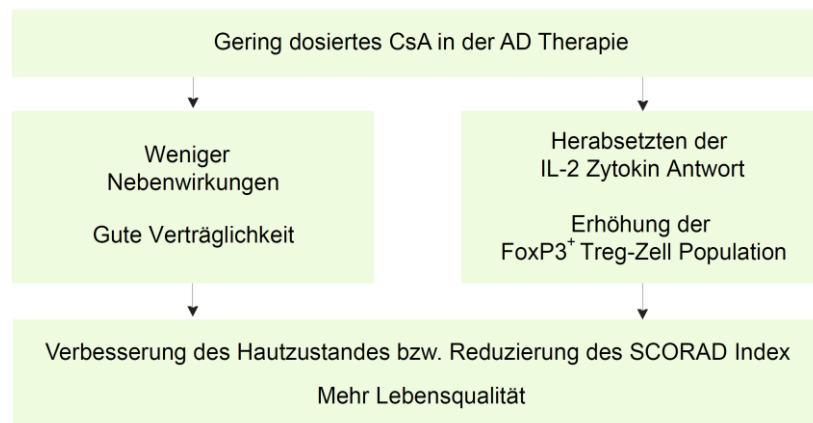 Gering dosiertes CsA in der AD Therapie
Weniger
Nebenwirkungen
Gute Verträglichkeit
Herabsetzten der
IL-2 Zytokin Antwort
Erhöhung der
FoxP3⁺ Treg-Zell Population
Verbesserung des Hautzustandes bzw. Reduzierung des SCORAD Index
Mehr Lebensqualität